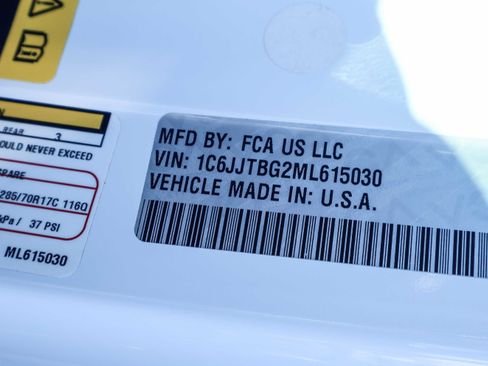 REAR 3
OULD NEVER EXCEED
285/70R17C 116Q
kPa / 37 PSI
ML615030
MFD BY: FCA US LLC
VIN: 1C6JJTBG2ML615030
VEHICLE MADE IN: U.S.A.